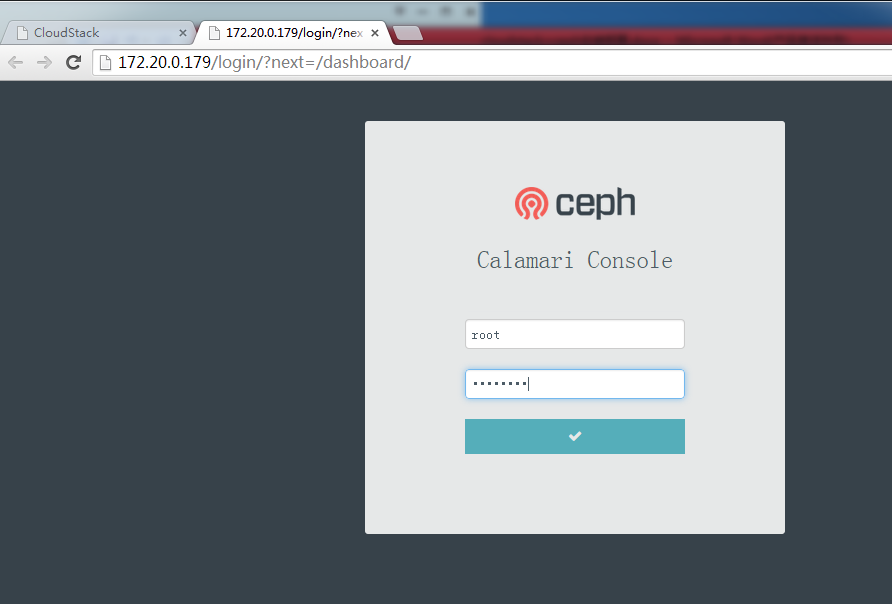 CloudStack
172.20.0.179/login/?nex
172.20.0.179/login/?next=/dashboard/
ceph
Calamari Console
root
••••••••